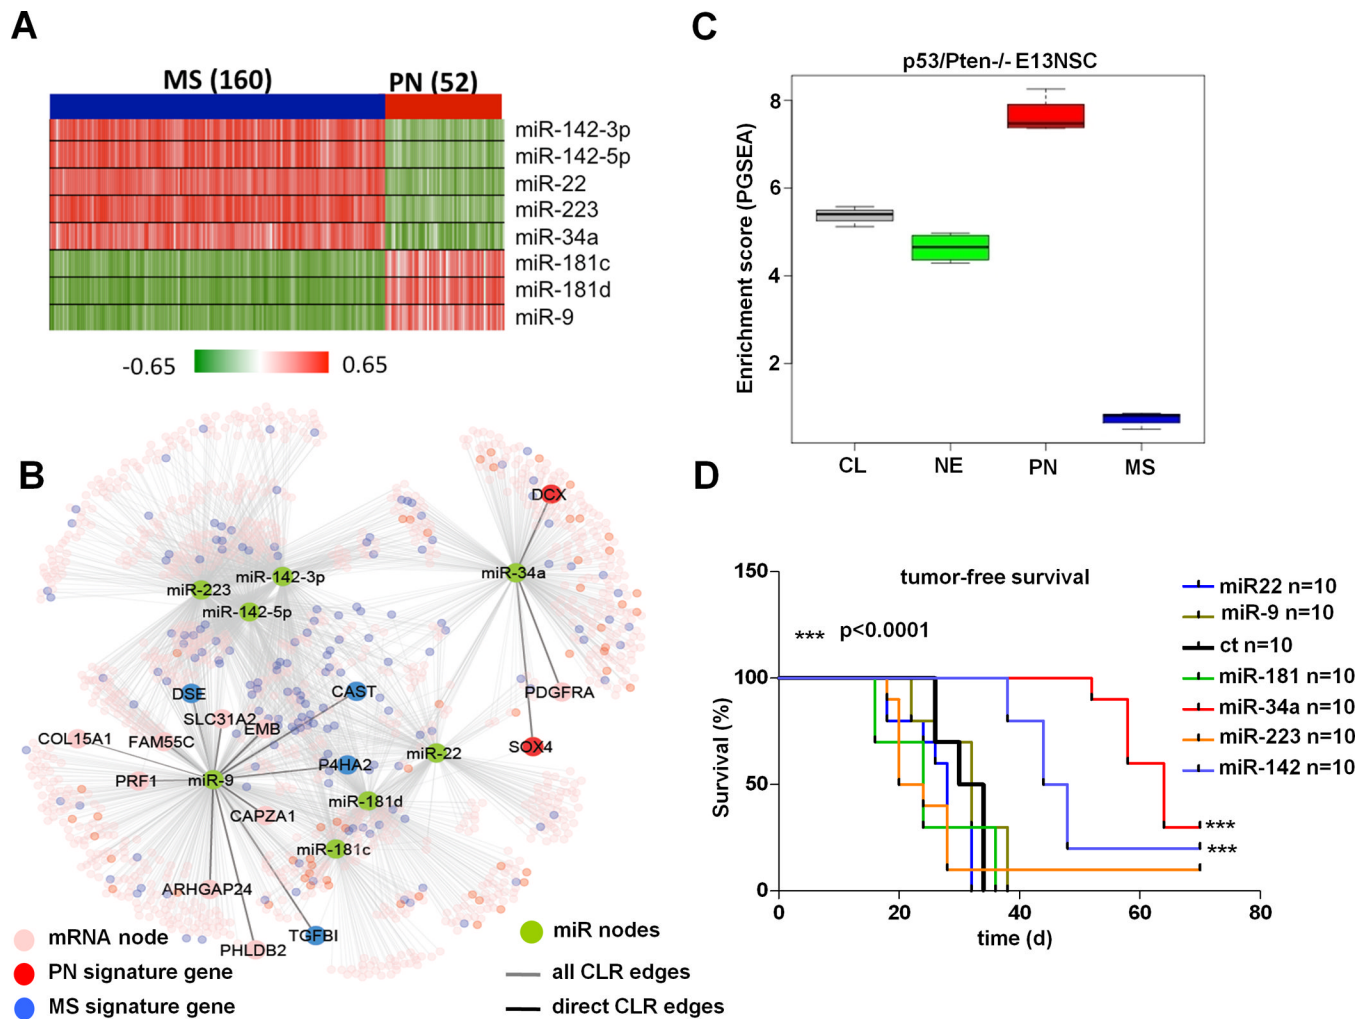 A
MS (160)
PN (52)
miR-142-3p
miR-142-5p
miR-22
miR-223
miR-34a
miR-181c
miR-181d
miR-9
-0.65
0.65
B
DCX
miR-142-3p
miR-34a
miR-223
miR-142-5p
DSE
CAST
PDGFRA
SLC31A2
EMB
COL15A1
FAM55C
SOX4
miR-22
P4HA2
PRF1
miR-9
miR-181d
CAPZA1
miR-181c
ARHGAP24
TGFBI
PHLDB2
mRNA node
PN signature gene
MS signature gene
miR nodes
all CLR edges
direct CLR edges
C
p53/Pten-/- E13NSC
Enrichment score (PGSEA)
8
6
4
2
CL
NE
PN
MS
D
tumor-free survival
*** p<0.0001
Survival (%)
150
100
50
0
0
20
40
60
80
time (d)
***
***
miR22 n=10
miR-9 n=10
ct n=10
miR-181 n=10
miR-34a n=10
miR-223 n=10
miR-142 n=10